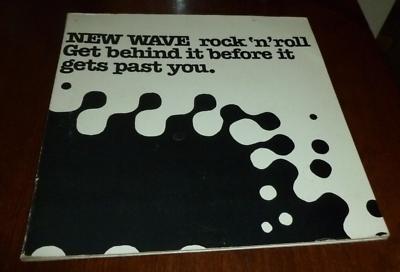 NEW WAVE rock 'n' roll
Get behind it before it
gets past you.